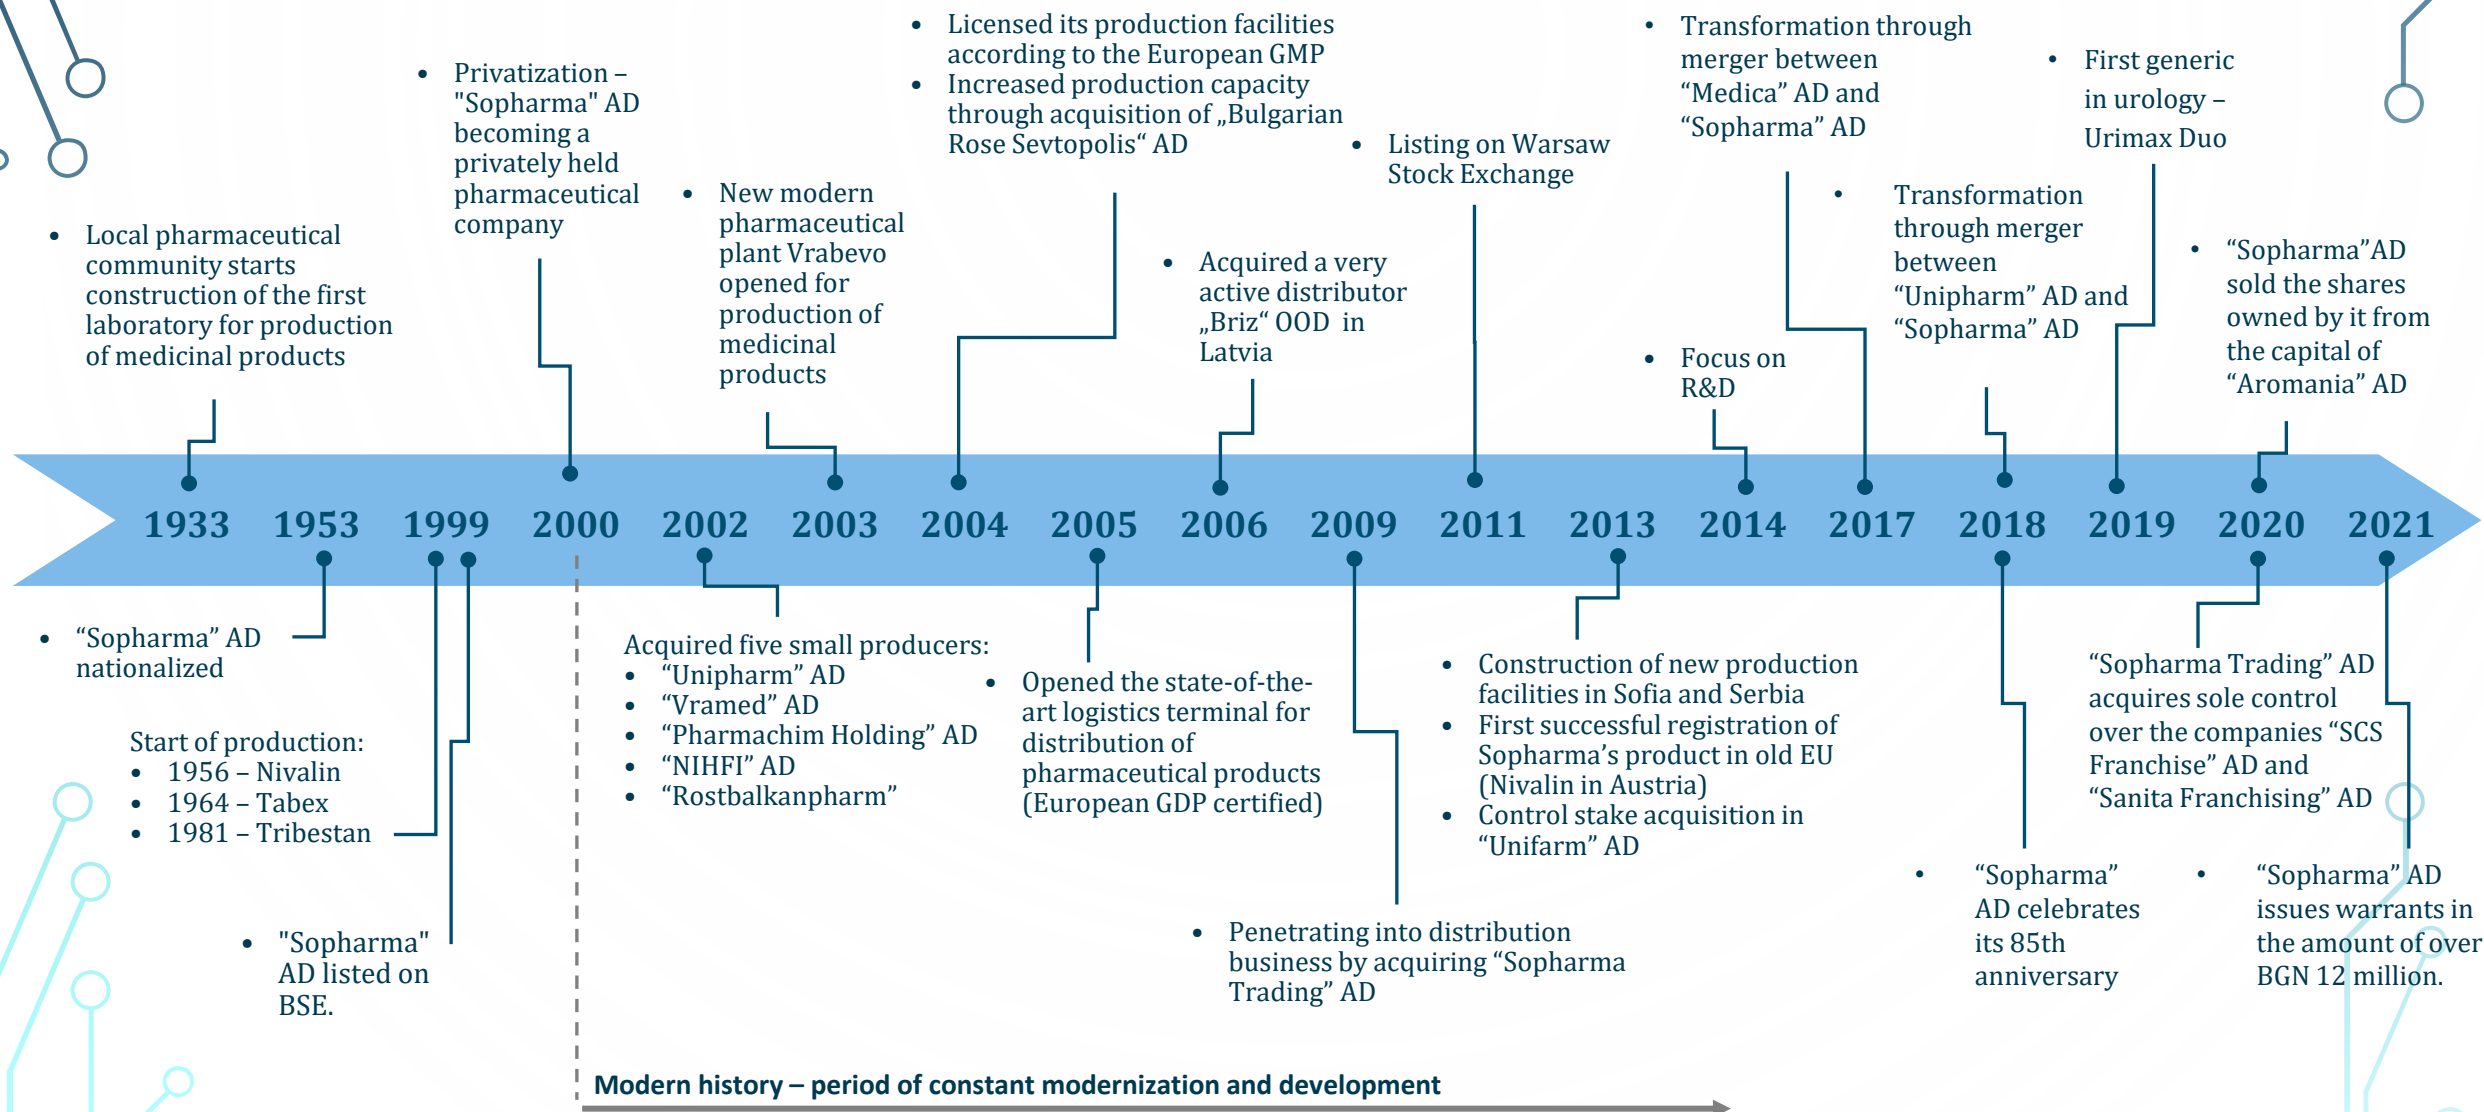 • Local pharmaceutical
community starts
construction of the first
laboratory for production
of medicinal products
• Privatization –
"Sopharma" AD
becoming a
privately held
pharmaceutical
company
• New modern
pharmaceutical
plant Vrabevo
opened for
production of
medicinal
products
• Licensed its production facilities
according to the European GMP
• Increased production capacity
through acquisition of „Bulgarian
Rose Sevtopolis“ AD
• Acquired a very
active distributor
„Briz“ OOD in
Latvia
• Listing on Warsaw
Stock Exchange
• Focus on
R&D
• Transformation through
merger between
“Medica” AD and
“Sopharma” AD
• Transformation
through merger
between
“Unipharm” AD and
“Sopharma” AD
• First generic
in urology –
Urimax Duo
• “Sopharma”AD
sold the shares
owned by it from
the capital of
“Aromania” AD
1933 1953 1999 2000 2002 2003 2004 2005 2006 2009 2011 2013 2014 2017 2018 2019 2020 2021
• “Sopharma” AD
nationalized
Start of production:
• 1956 – Nivalin
• 1964 – Tabex
• 1981 – Tribestan
• "Sopharma"
AD listed on
BSE.
Acquired five small producers:
• “Unipharm” AD
• “Vramed” AD
• “Pharmachim Holding” AD
• “NIHFI” AD
• “Rostbalkanpharm”
• Opened the state-of-the-
art logistics terminal for
distribution of
pharmaceutical products
(European GDP certified)
• Penetrating into distribution
business by acquiring “Sopharma
Trading” AD
• Construction of new production
facilities in Sofia and Serbia
• First successful registration of
Sopharma’s product in old EU
(Nivalin in Austria)
• Control stake acquisition in
“Unifarm” AD
• “Sopharma”
AD celebrates
its 85th
anniversary
“Sopharma Trading” AD
acquires sole control
over the companies “SCS
Franchise” AD and
“Sanita Franchising” AD
• “Sopharma” AD
issues warrants in
the amount of over
BGN 12 million.
Modern history – period of constant modernization and development